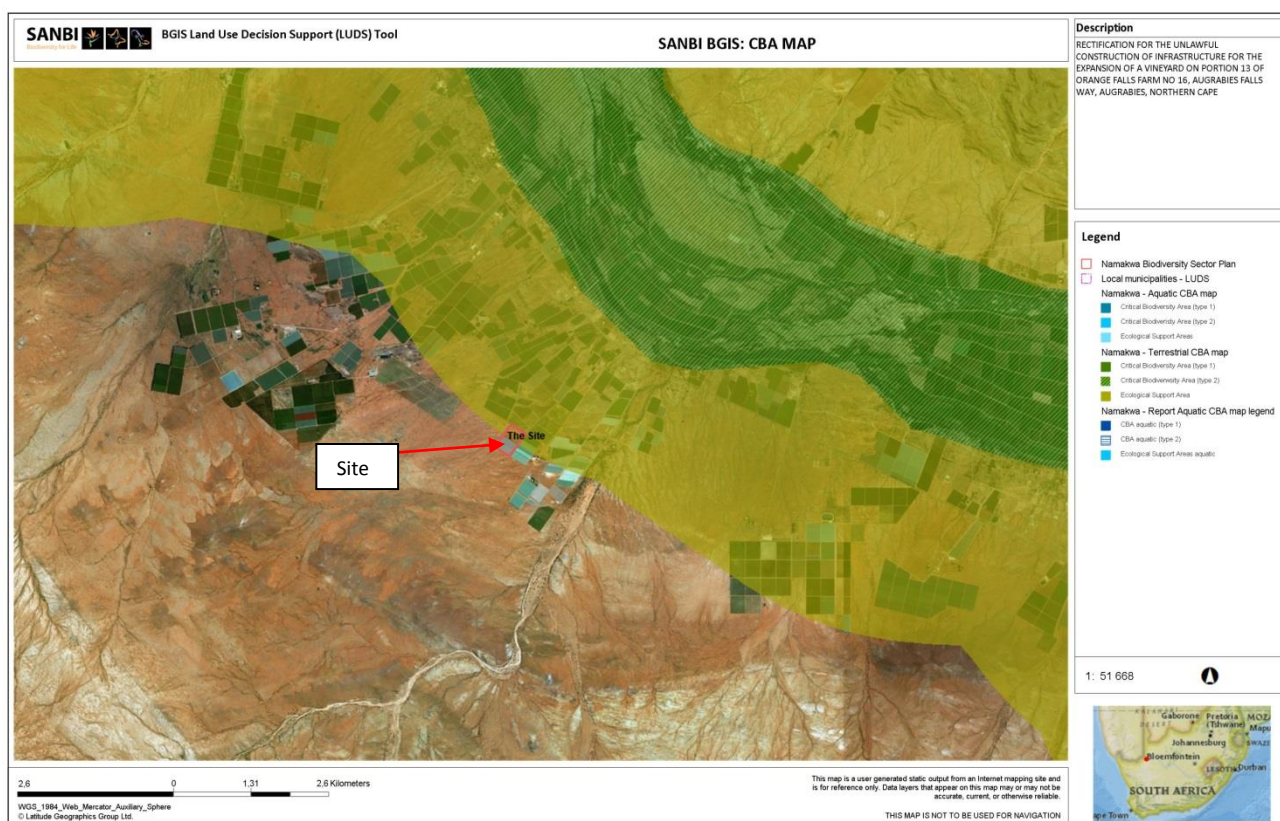 SANBI
Biodiversity for Life
BGIS Land Use Decision Support (LUDS) Tool
SANBI BGIS: CBA MAP
Description
RECTIFICATION FOR THE UNLAWFUL
CONSTRUCTION OF INFRASTRUCTURE FOR THE
EXPANSION OF A VINEYARD ON PORTION 13 OF
ORANGE FALLS FARM NO 16, AUGRABIES FALLS
WAY, AUGRABIES, NORTHERN CAPE
The Site
Site
Legend
Namakwa Biodiversity Sector Plan
Local municipalities - LUDS
Namakwa - Aquatic CBA map
Critical Biodiversity Area (type 1)
Critical Biodiversity Area (type 2)
Ecological Support Areas
Namakwa - Terrestrial CBA map
Critical Biodiversity Area (type 1)
Critical Biodiversity Area (type 2)
Ecological Support Area
Namakwa - Report Aquatic CBA map legend
CBA aquatic (type 1)
CBA aquatic (type 2)
Ecological Support Areas aquatic
1: 51 668
2,6 0 1,31 2,6 Kilometers
WGS_1984_Web_Mercator_Auxiliary_Sphere
© Latitude Geographics Group Ltd.
This map is a user generated static output from an Internet mapping site and
is for reference only. Data layers that appear on this map may or may not be
accurate, current, or otherwise reliable.
THIS MAP IS NOT TO BE USED FOR NAVIGATION
Gaborone Pretoria MOZ
(Tshwane) Mapu
Johannesburg SWAZI
Bloemfontein
LESOTHO Durban
SOUTH AFRICA
ape Town